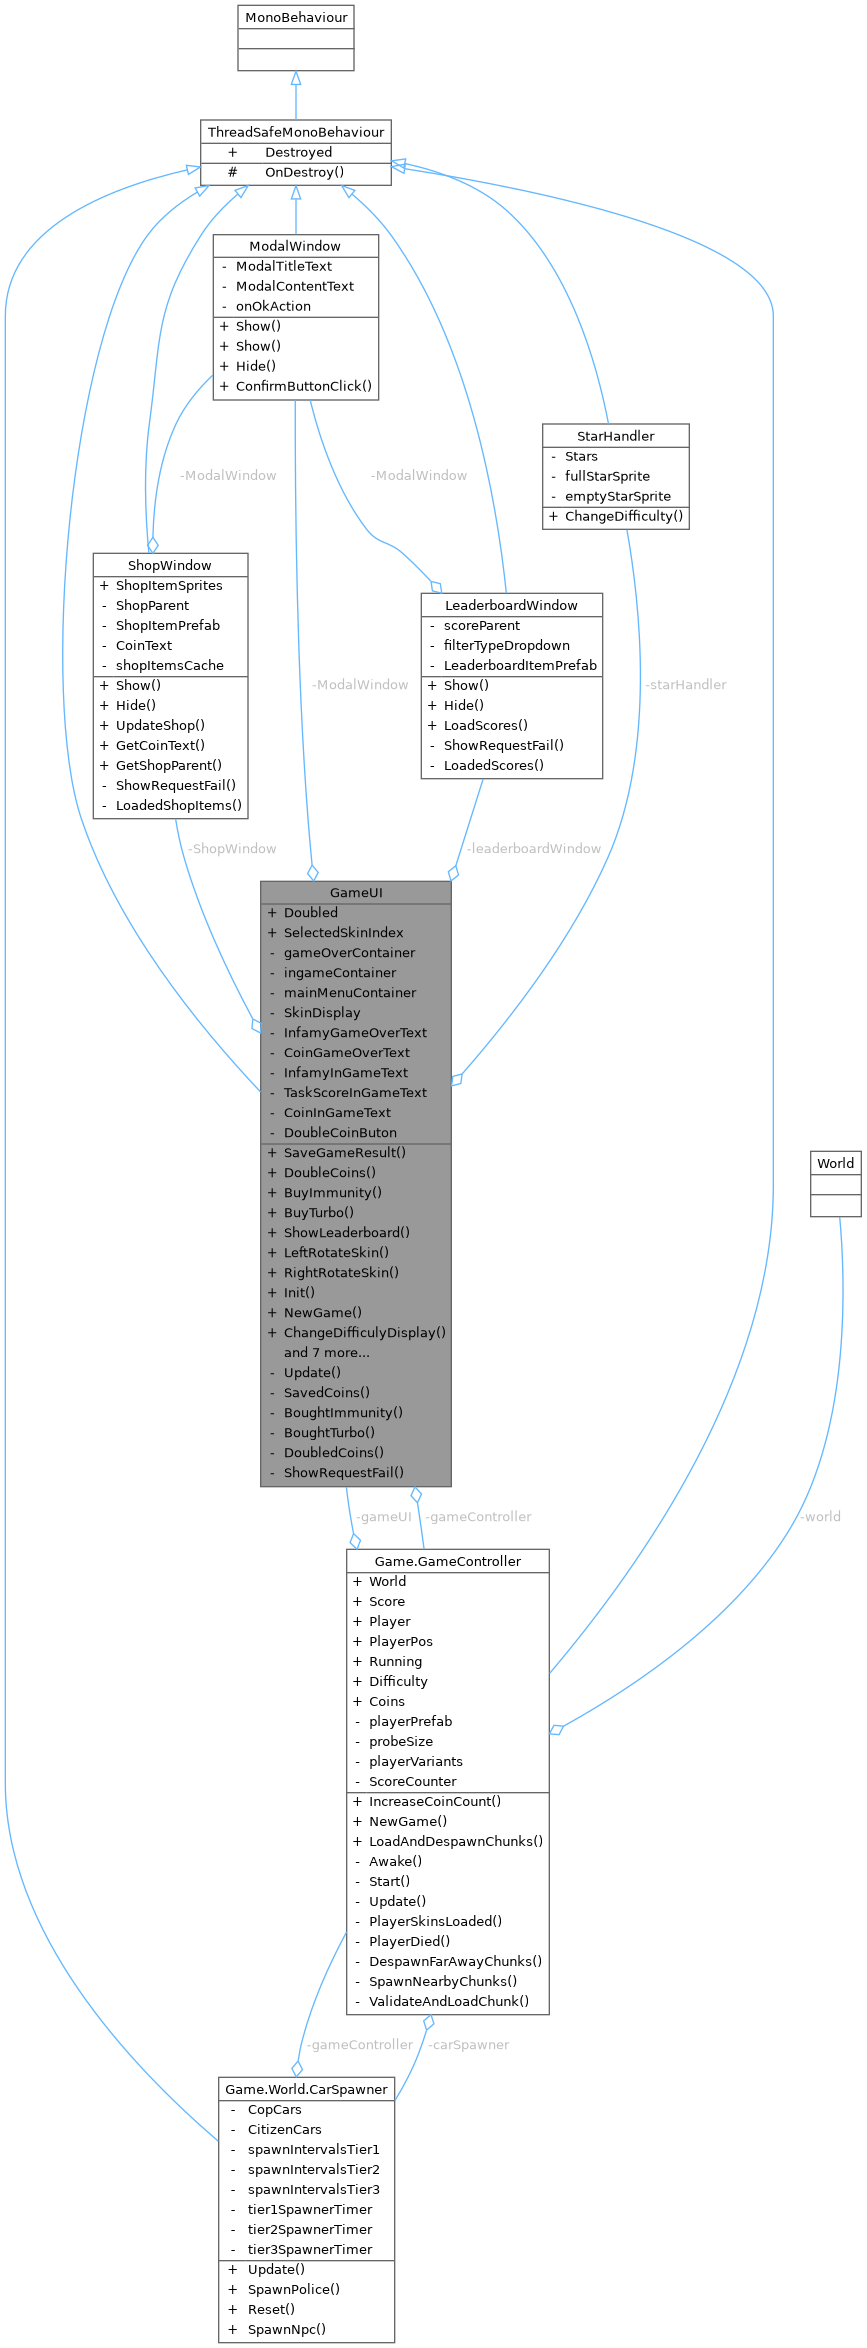 MonoBehaviour
ThreadSafeMonoBehaviour
+ Destroyed
# OnDestroy()
ModalWindow
- ModalTitleText
- ModalContentText
- onOkAction
+ Show()
+ Show()
+ Hide()
+ ConfirmButtonClick()
StarHandler
- Stars
- fullStarSprite
- emptyStarSprite
+ ChangeDifficulty()
-ModalWindow
-ModalWindow
ShopWindow
+ ShopItemSprites
- ShopParent
- ShopItemPrefab
- CoinText
- shopItemsCache
+ Show()
+ Hide()
+ UpdateShop()
+ GetCoinText()
+ GetShopParent()
- ShowRequestFail()
- LoadedShopItems()
LeaderboardWindow
- scoreParent
- filterTypeDropdown
- LeaderboardItemPrefab
+ Show()
+ Hide()
+ LoadScores()
- ShowRequestFail()
- LoadedScores()
-ModalWindow
-starHandler
-ShopWindow
-leaderboardWindow
GameUI
+ Doubled
+ SelectedSkinIndex
- gameOverContainer
- ingameContainer
- mainMenuContainer
- SkinDisplay
- InfamyGameOverText
- CoinGameOverText
- InfamyInGameText
- TaskScoreInGameText
- CoinInGameText
- DoubleCoinButon
+ SaveGameResult()
+ DoubleCoins()
+ BuyImmunity()
+ BuyTurbo()
+ ShowLeaderboard()
+ LeftRotateSkin()
+ RightRotateSkin()
+ Init()
+ NewGame()
+ ChangeDifficulyDisplay()
and 7 more...
- Update()
- SavedCoins()
- BoughtImmunity()
- BoughtTurbo()
- DoubledCoins()
- ShowRequestFail()
World
-gameUI
-gameController
-world
Game.GameController
+ World
+ Score
+ Player
+ PlayerPos
+ Running
+ Difficulty
+ Coins
- playerPrefab
- probeSize
- playerVariants
- ScoreCounter
+ IncreaseCoinCount()
+ NewGame()
+ LoadAndDespawnChunks()
- Awake()
- Start()
- Update()
- PlayerSkinsLoaded()
- PlayerDied()
- DespawnFarAwayChunks()
- SpawnNearbyChunks()
- ValidateAndLoadChunk()
-gameController
-carSpawner
Game.World.CarSpawner
- CopCars
- CitizenCars
- spawnIntervalsTier1
- spawnIntervalsTier2
- spawnIntervalsTier3
- tier1SpawnerTimer
- tier2SpawnerTimer
- tier3SpawnerTimer
+ Update()
+ SpawnPolice()
+ Reset()
+ SpawnNpc()